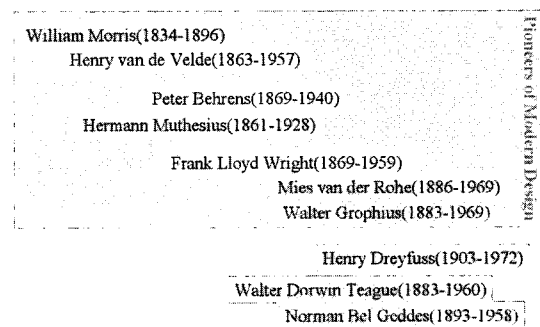 William Morris(1834-1896)
Henry van de Velde(1863-1957)
Peter Behrens(1869-1940)
Hermann Muthesius(1861-1928)
Frank Lloyd Wright(1869-1959)
Mies van der Rohe(1886-1969)
Walter Grophius(1883-1969)
Pioneers of Modern Design
Henry Dreyfuss(1903-1972)
Walter Dorwin Teague(1883-1960)
Norman Bel Geddes(1893-1958)